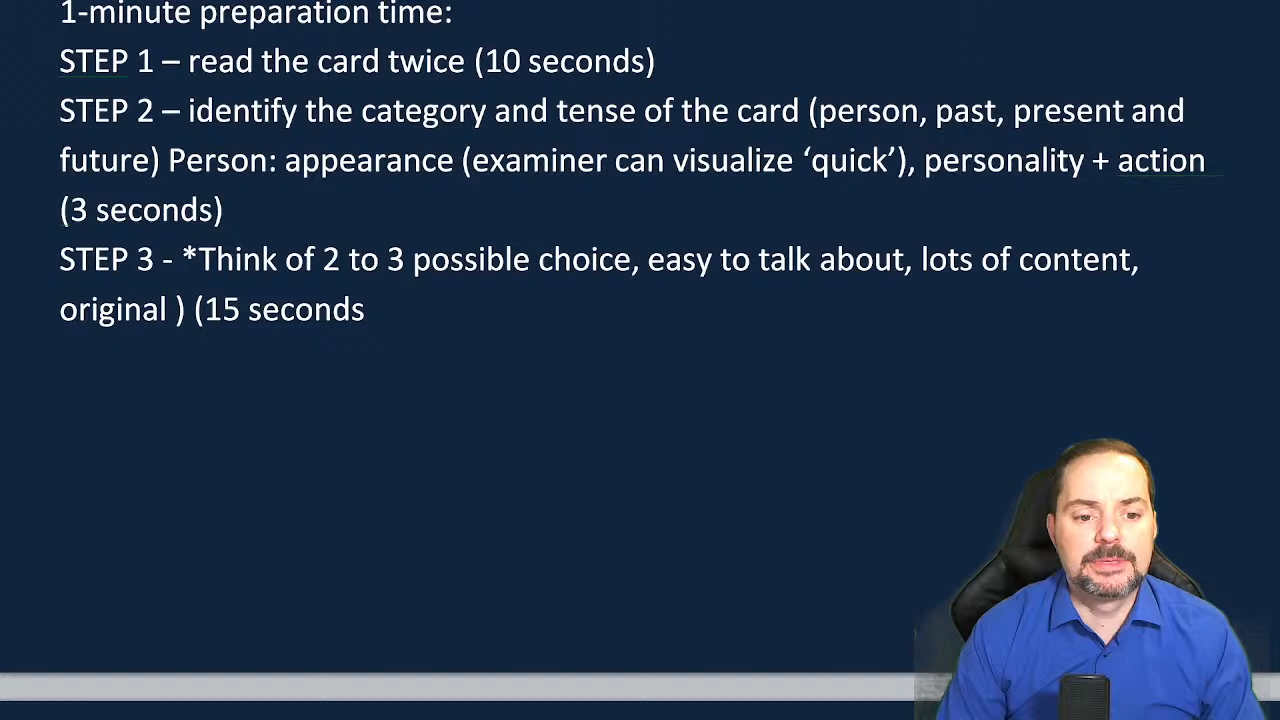 1-minute preparation time:
STEP 1 – read the card twice (10 seconds)
STEP 2 – identify the category and tense of the card (person, past, present and
future) Person: appearance (examiner can visualize ‘quick’), personality + action
(3 seconds)
STEP 3 - *Think of 2 to 3 possible choice, easy to talk about, lots of content,
original ) (15 seconds